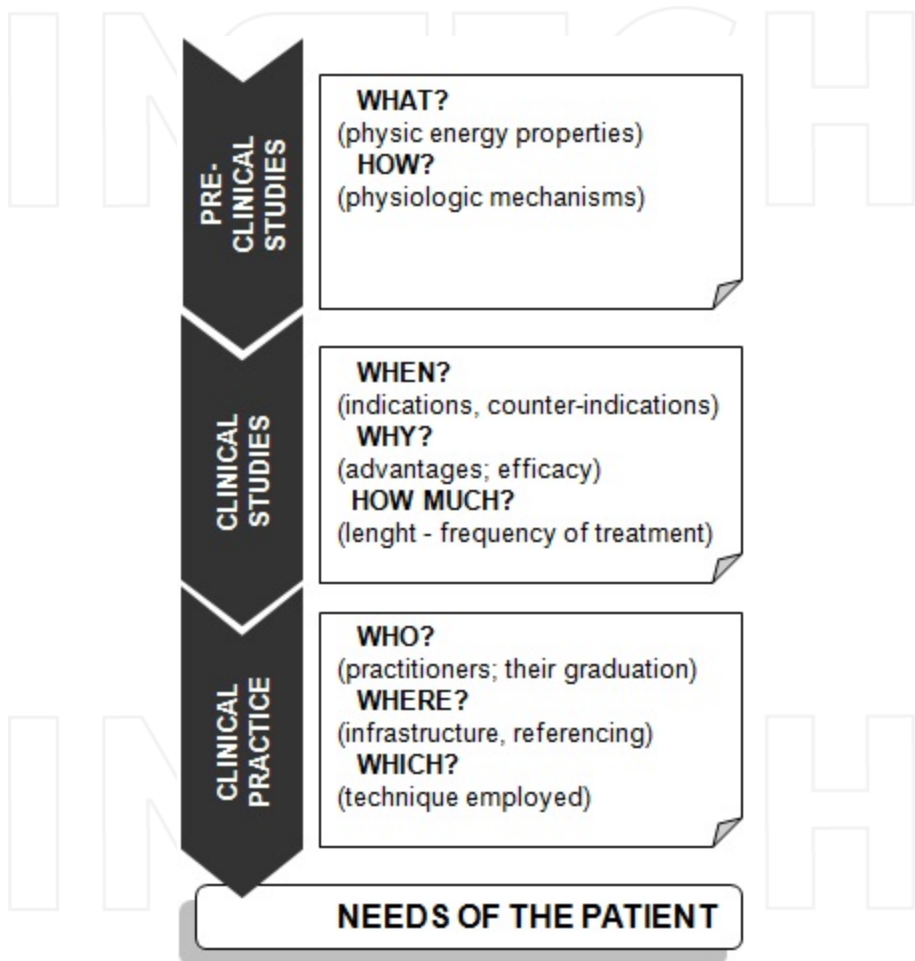 PRE-
CLINICAL
STUDIES
WHAT?
(physic energy properties)
HOW?
(physiologic mechanisms)
CLINICAL
STUDIES
WHEN?
(indications, counter-indications)
WHY?
(advantages; efficacy)
HOW MUCH?
(lenght - frequency of treatment)
CLINICAL
PRACTICE
WHO?
(practitioners; their graduation)
WHERE?
(infrastructure, referencing)
WHICH?
(technique employed)
NEEDS OF THE PATIENT